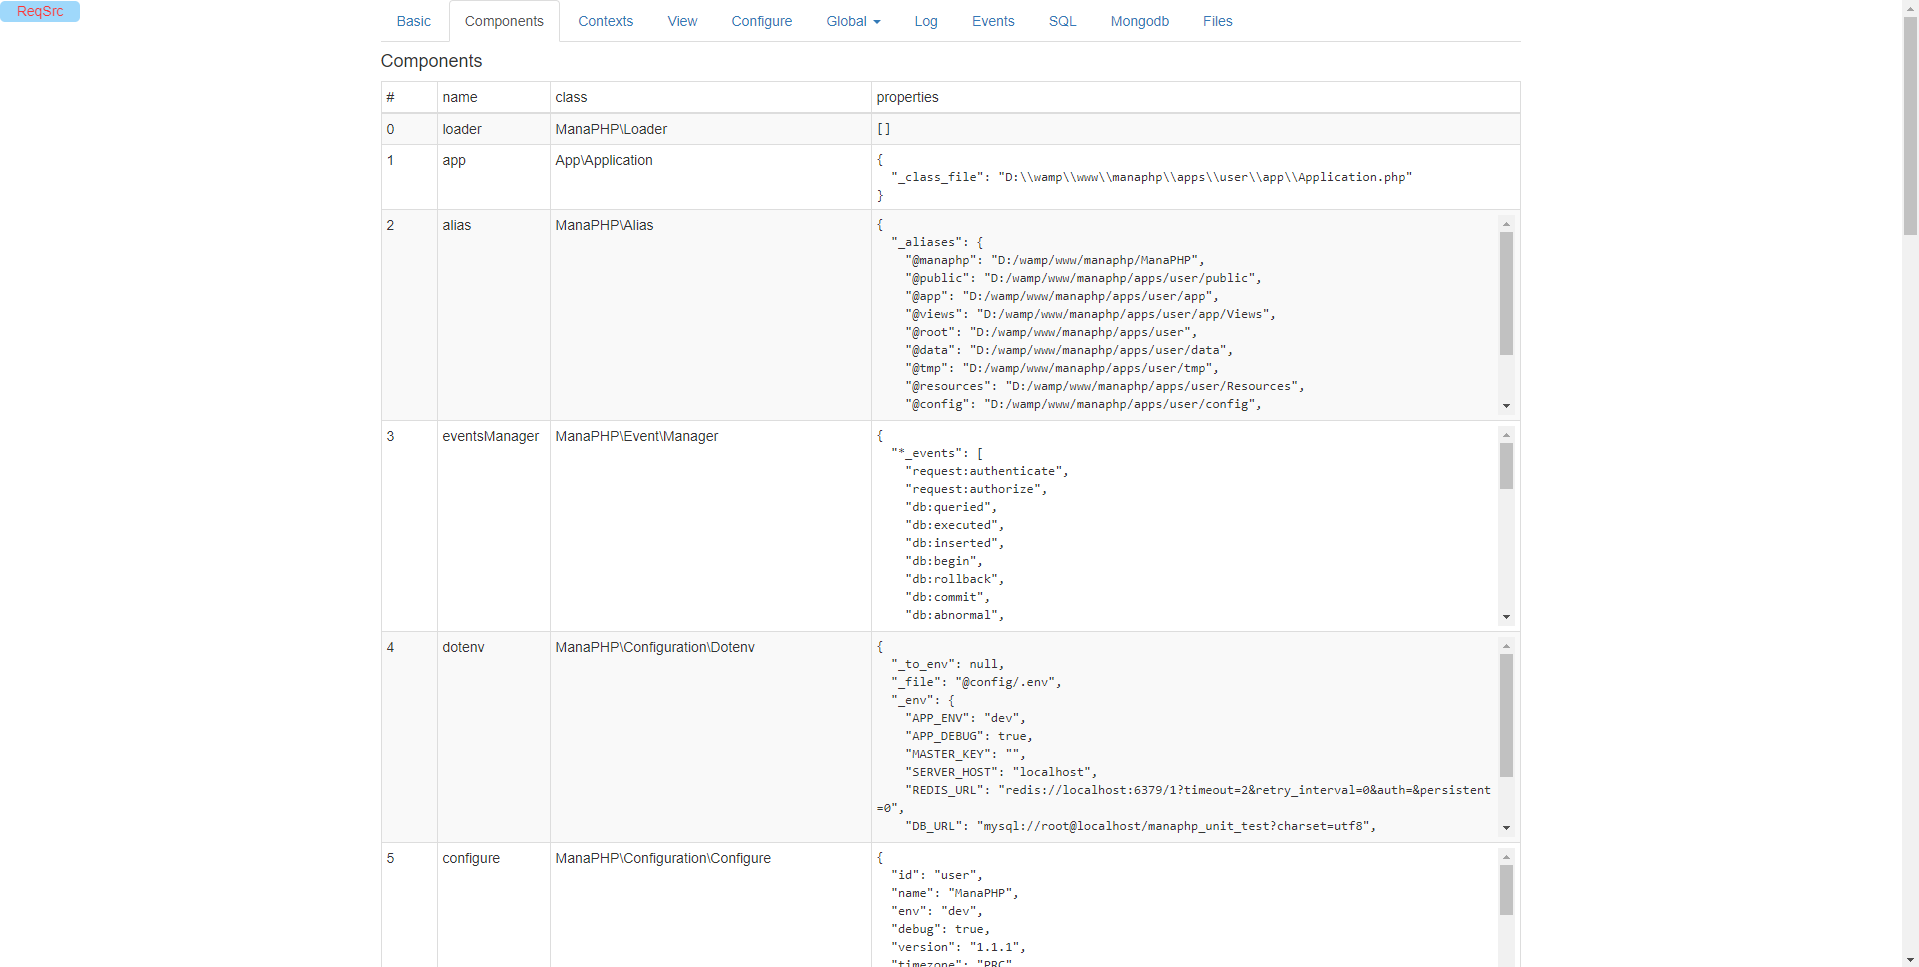 ReqSrc
Basic Components Contexts View Configure Global Log Events SQL Mongodb Files
Components
# name class properties
0 loader ManaPHP\Loader []
1 app App\Application {
"_class_file": "D:\\wamp\\www\\manaphp\\apps\\user\\app\\Application.php"
}
2 alias ManaPHP\Alias {
"_aliases": {
"@manaphp": "D:/wamp/www/manaphp/ManaPHP",
"@public": "D:/wamp/www/manaphp/apps/user/public",
"@app": "D:/wamp/www/manaphp/apps/user/app",
"@views": "D:/wamp/www/manaphp/apps/user/app/Views",
"@root": "D:/wamp/www/manaphp/apps/user",
"@data": "D:/wamp/www/manaphp/apps/user/data",
"@tmp": "D:/wamp/www/manaphp/apps/user/tmp",
"@resources": "D:/wamp/www/manaphp/apps/user/Resources",
"@config": "D:/wamp/www/manaphp/apps/user/config",
3 eventsManager ManaPHP\Event\Manager {
"*_events": [
"request:authenticate",
"request:authorize",
"db:queried",
"db:executed",
"db:inserted",
"db:begin",
"db:rollback",
"db:commit",
"db:abnormal",
4 dotenv ManaPHP\Configuration\Dotenv {
"_to_env": null,
"_file": "@config/.env",
"_env": {
"APP_ENV": "dev",
"APP_DEBUG": true,
"MASTER_KEY": "",
"SERVER_HOST": "localhost",
"REDIS_URL": "redis://localhost:6379/1?timeout=2&retry_interval=0&auth=&persistent
=0",
"DB_URL": "mysql://root@localhost/manaphp_unit_test?charset=utf8",
5 configure ManaPHP\Configuration\Configure {
"id": "user",
"name": "ManaPHP",
"env": "dev",
"debug": true,
"version": "1.1.1",
"timezone": "PRC"